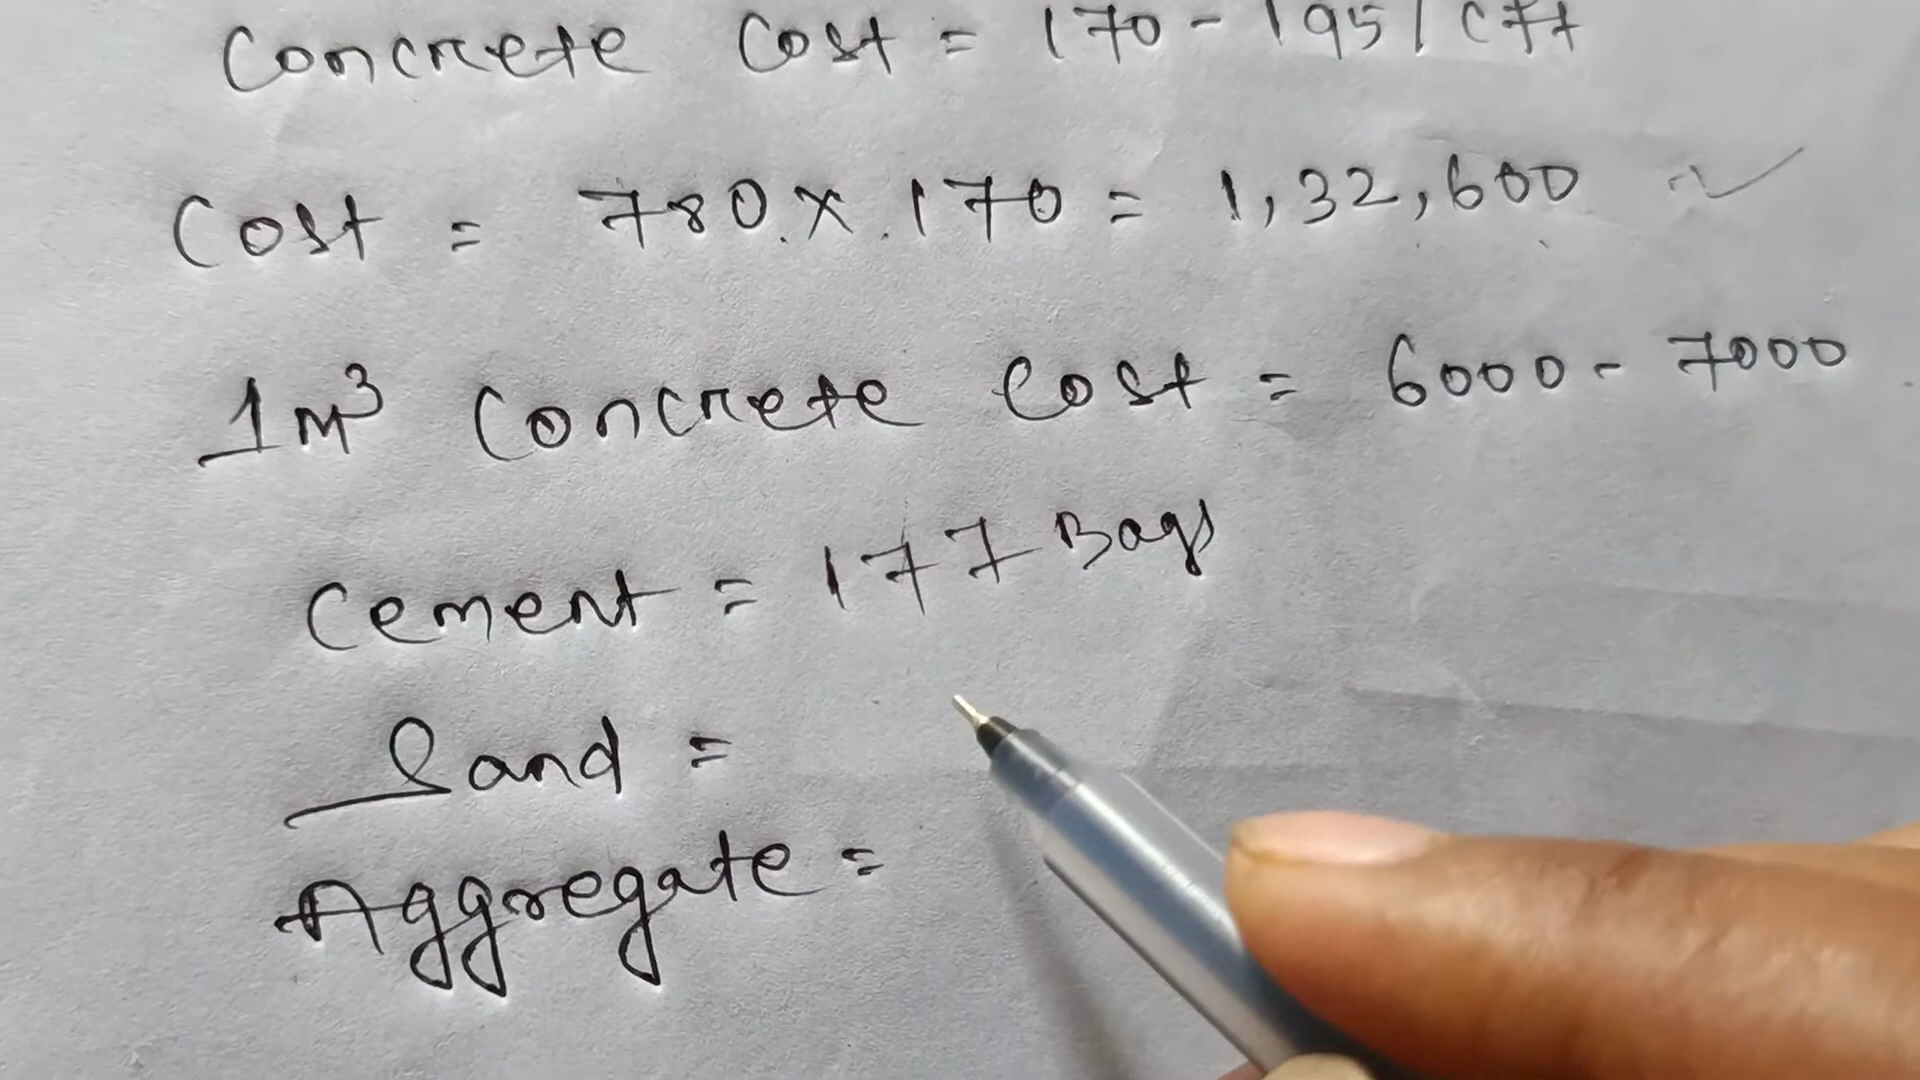 Concrete Cost = 170 - 195 / cft
Cost = 780 x 170 = 1,32,600
1m³ Concrete Cost = 6000 - 7000
Cement = 177 Bags
Sand =
Aggregate =